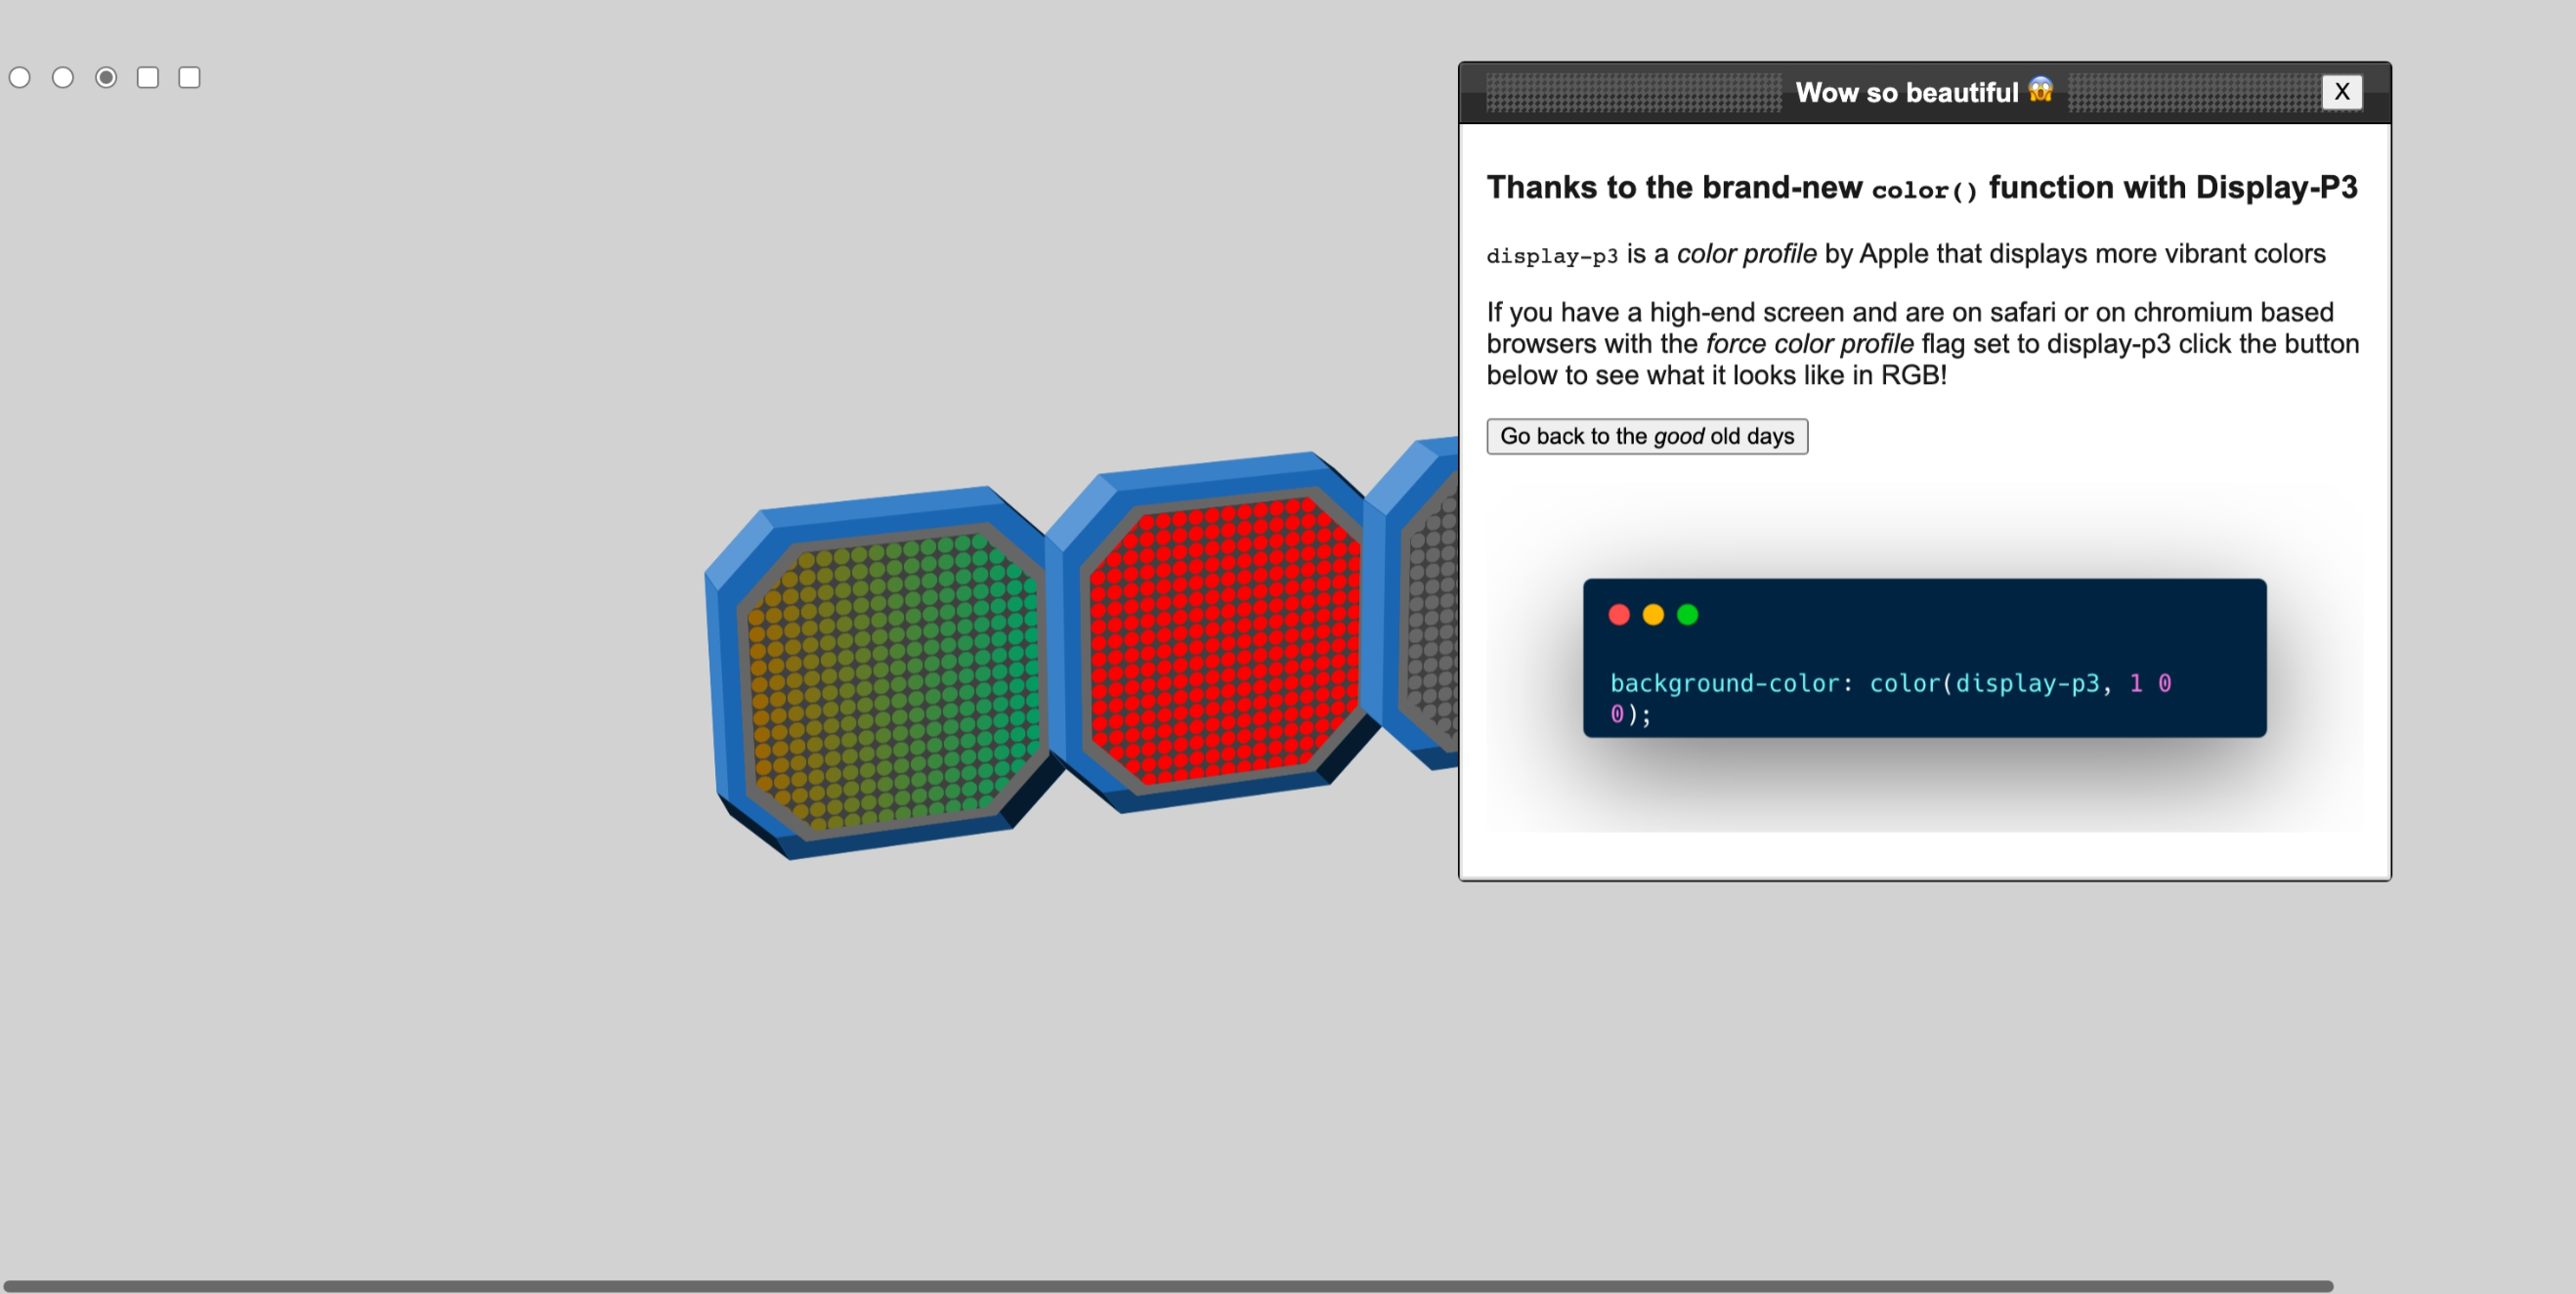 Wow so beautiful 😱
X
Thanks to the brand-new color() function with Display-P3
display-p3 is a color profile by Apple that displays more vibrant colors
If you have a high-end screen and are on safari or on chromium based
browsers with the force color profile flag set to display-p3 click the button
below to see what it looks like in RGB!
Go back to the good old days
background-color: color(display-p3, 1 0
0);